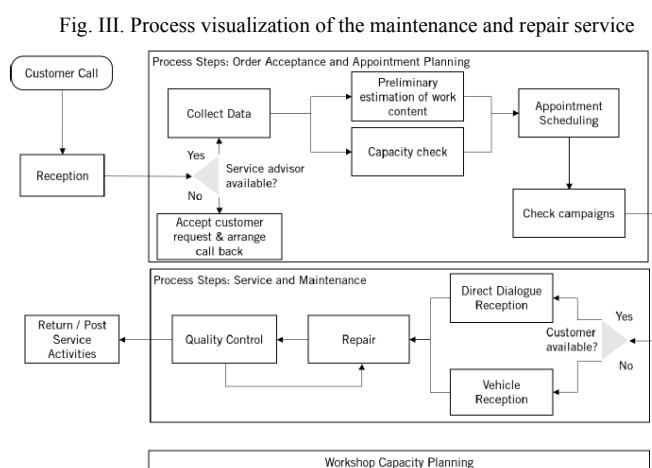 Fig. III. Process visualization of the maintenance and repair service
Customer Call
Process Steps: Order Acceptance and Appointment Planning
Preliminary
estimation of work
content
Collect Data
Appointment
Scheduling
Capacity check
Yes
Service advisor
available?
Reception
No
Accept customer
request & arrange
call back
Check campaigns
Process Steps: Service and Maintenance
Direct Dialogue
Reception
Yes
Return / Post
Service
Activities
Quality Control
Repair
Customer
available?
No
Vehicle
Reception
Workshop Capacity Planning